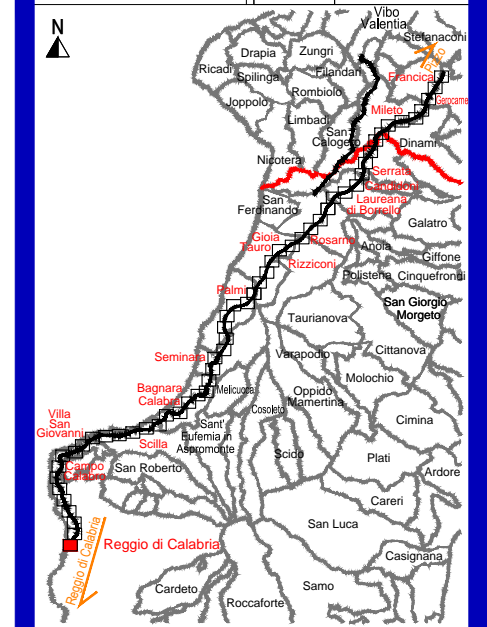 N
Vibo
Valentia
Stefanaconi
Pizzo
Drapia
Zungri
Ricadi
Spilinga
Filandari
Francica
Joppolo
Rombiolo
Gerocarne
Mileto
Limbadi
San
Calogero
Dinami
Nicotera
Serrata
Candidoni
San
Ferdinando
Laureana
di Borrello
Galatro
Gioia
Tauro
Rosarno
Anoia
Giffone
Rizziconi
Polistena
Cinquefrondi
Palmi
San Giorgio
Morgeto
Taurianova
Seminara
Varapodio
Cittanova
Molochio
Bagnara
Calabra
Melicuccà
Oppido
Mamertina
Cosoleto
Villa
San
Giovanni
Sant'
Eufemia in
Aspromonte
Cimina
Scilla
Scido
Plati
Campo
Calabro
San Roberto
Ardore
Careri
San Luca
Reggio di Calabria
Reggio di Calabria
Casignana
Cardeto
Samo
Roccaforte